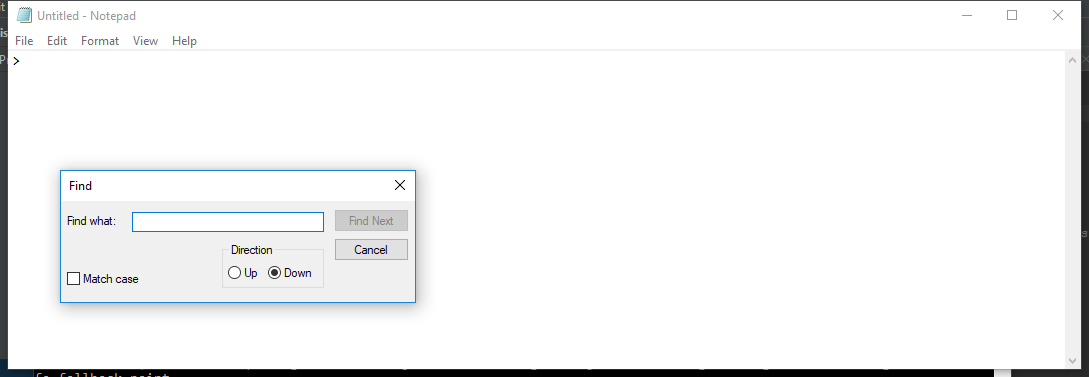 Untitled - Notepad
File Edit Format View Help
>
Find
Find what:
Find Next
Cancel
Direction
Up Down
Match case